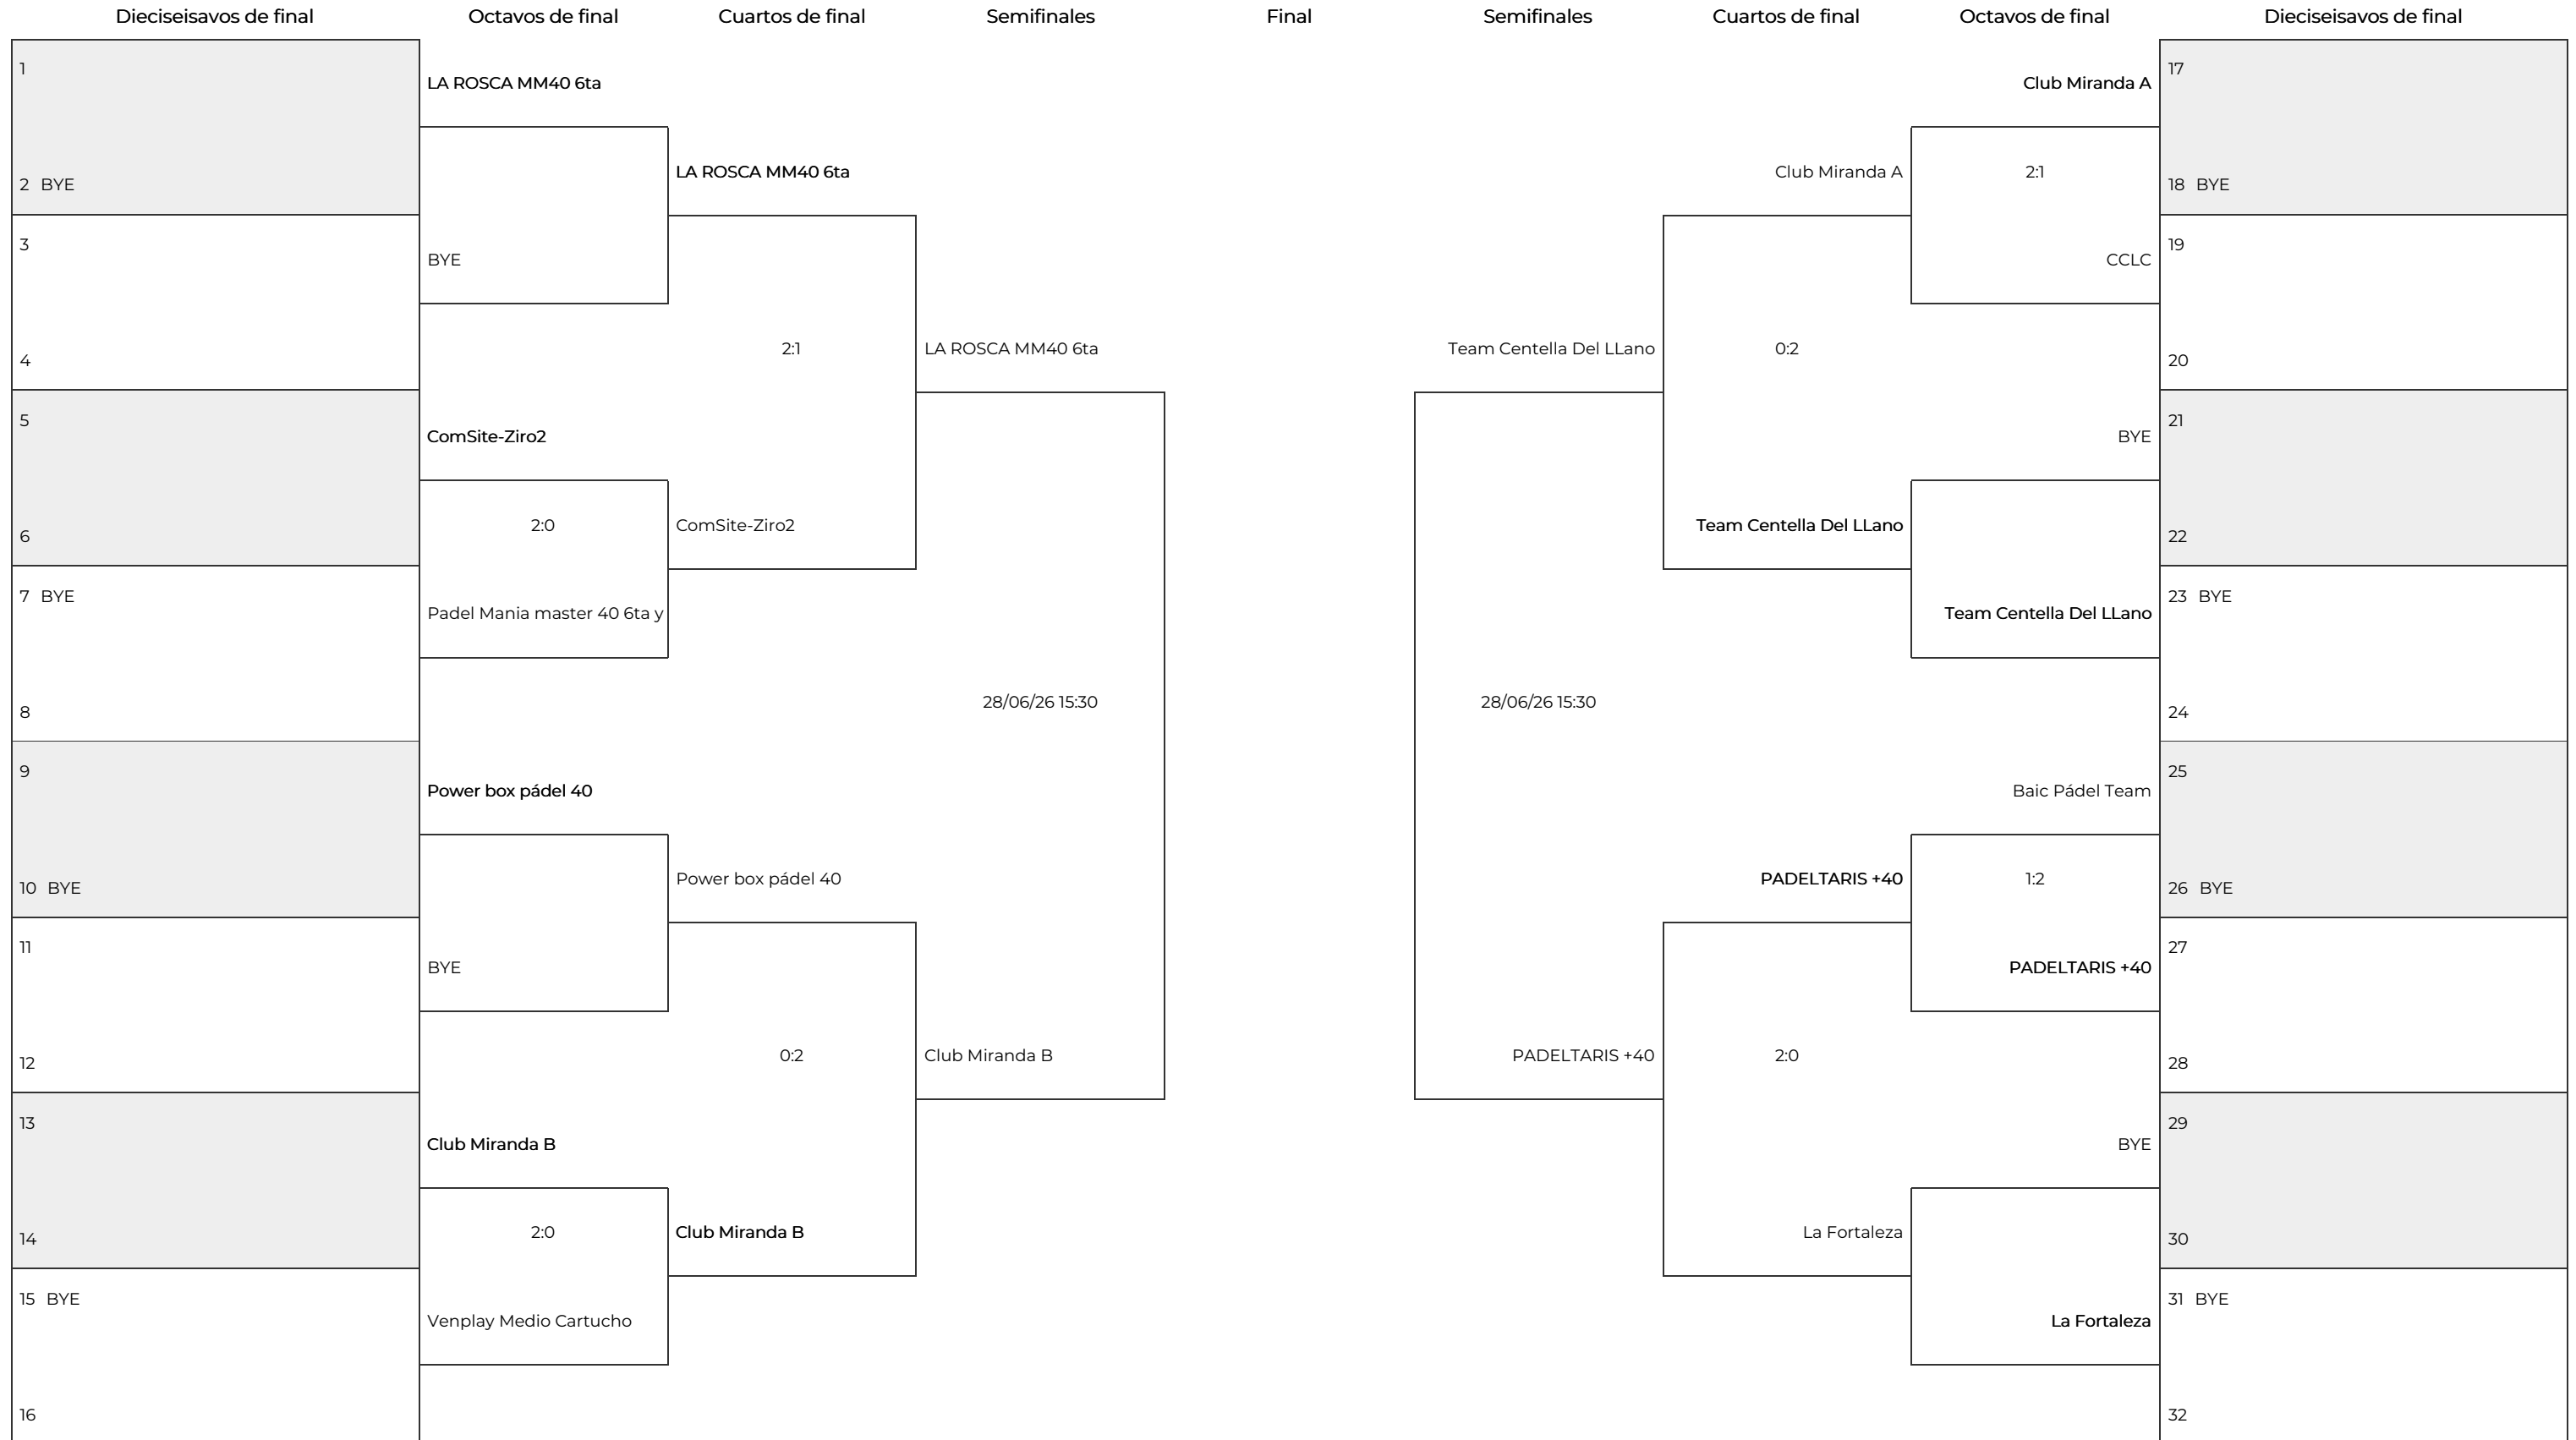 Dieciseisavos de final
Octavos de final
Cuartos de final
Semifinales
Final
Semifinales
Cuartos de final
Octavos de final
Dieciseisavos de final
1
2 BYE
3
4
5
6
7 BYE
8
9
10 BYE
11
12
13
14
15 BYE
16
LA ROSCA MM40 6ta
BYE
ComSite-Ziro2
2:0
Padel Mania master 40 6ta y
Power box pádel 40
BYE
Club Miranda B
2:0
Venplay Medio Cartucho
LA ROSCA MM40 6ta
2:1
ComSite-Ziro2
Power box pádel 40
0:2
Club Miranda B
LA ROSCA MM40 6ta
28/06/26 15:30
Club Miranda B
Team Centella Del LLano
28/06/26 15:30
PADELTARIS +40
Club Miranda A
0:2
Team Centella Del LLano
PADELTARIS +40
2:0
La Fortaleza
Club Miranda A
2:1
CCLC
BYE
Team Centella Del LLano
Baic Pádel Team
1:2
PADELTARIS +40
BYE
La Fortaleza
17
18 BYE
19
20
21
22
23 BYE
24
25
26 BYE
27
28
29
30
31 BYE
32